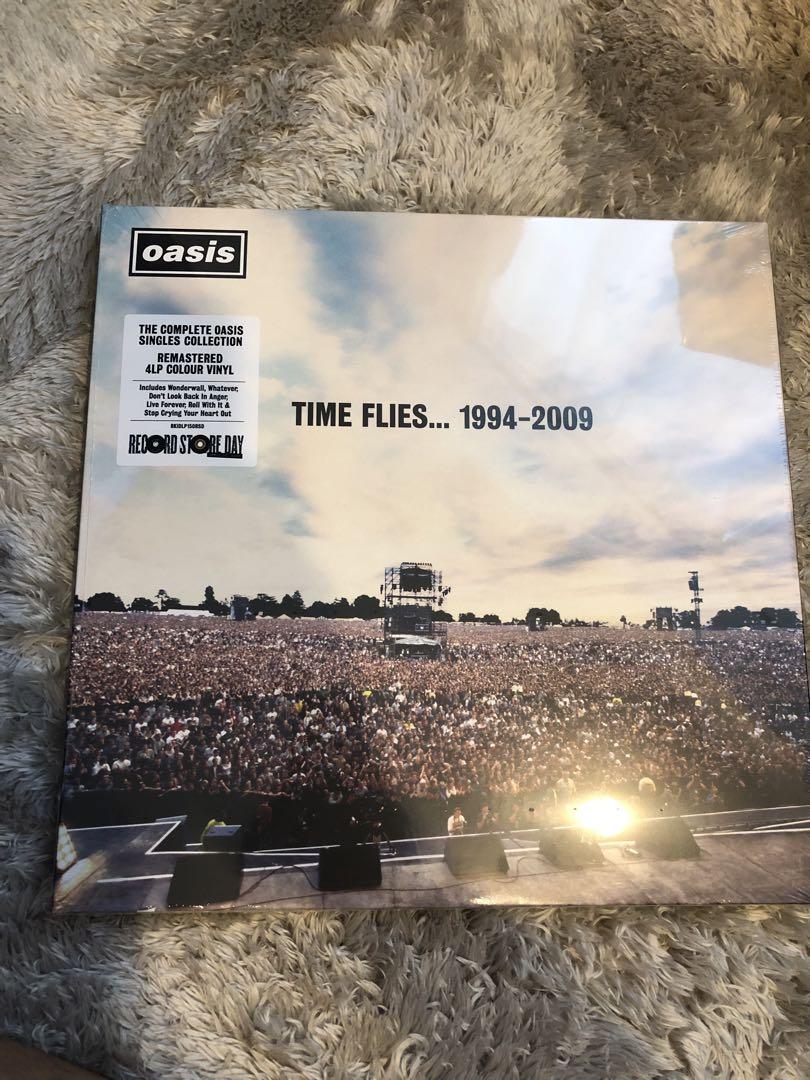 oasis
THE COMPLETE OASIS
SINGLES COLLECTION
REMASTERED
4LP COLOUR VINYL
Includes Wonderwall, Whatever,
Don't Look Back In Anger,
Live Forever, Roll With It &
Stop Crying Your Heart Out
RKIDLP150RSD
RECORD STORE DAY
TIME FLIES... 1994-2009